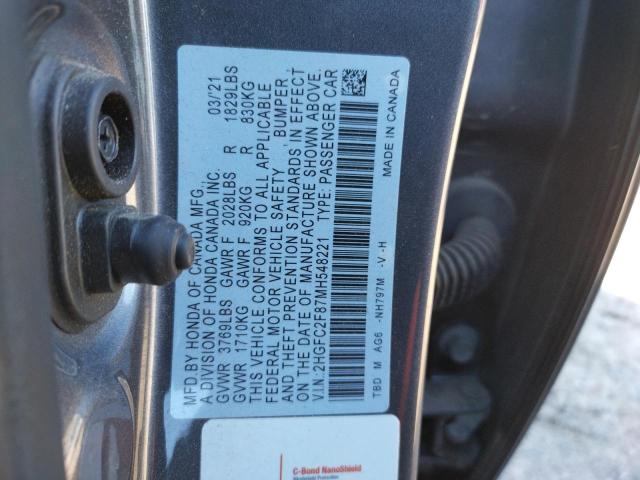 MFD.BY HONDA OF CANADA MFG. 03/21
A DIVISION OF HONDA CANADA INC.
GVWR 3769LBS GAWR F 2028LBS R 1829LBS
GVWR 1710KG GAWR F 920KG R 830KG
THIS VEHICLE CONFORMS TO ALL APPLICABLE
FEDERAL MOTOR VEHICLE SAFETY, BUMPER,
AND THEFT PREVENTION STANDARDS IN EFFECT
ON THE DATE OF MANUFACTURE SHOWN ABOVE.
V.I.N: 2HGFC2F87MH548221 TYPE: PASSENGER CAR
TBD M AG6 -NH797M -V -H MADE IN CANADA
C-Bond NanoShield
Windshield Protection